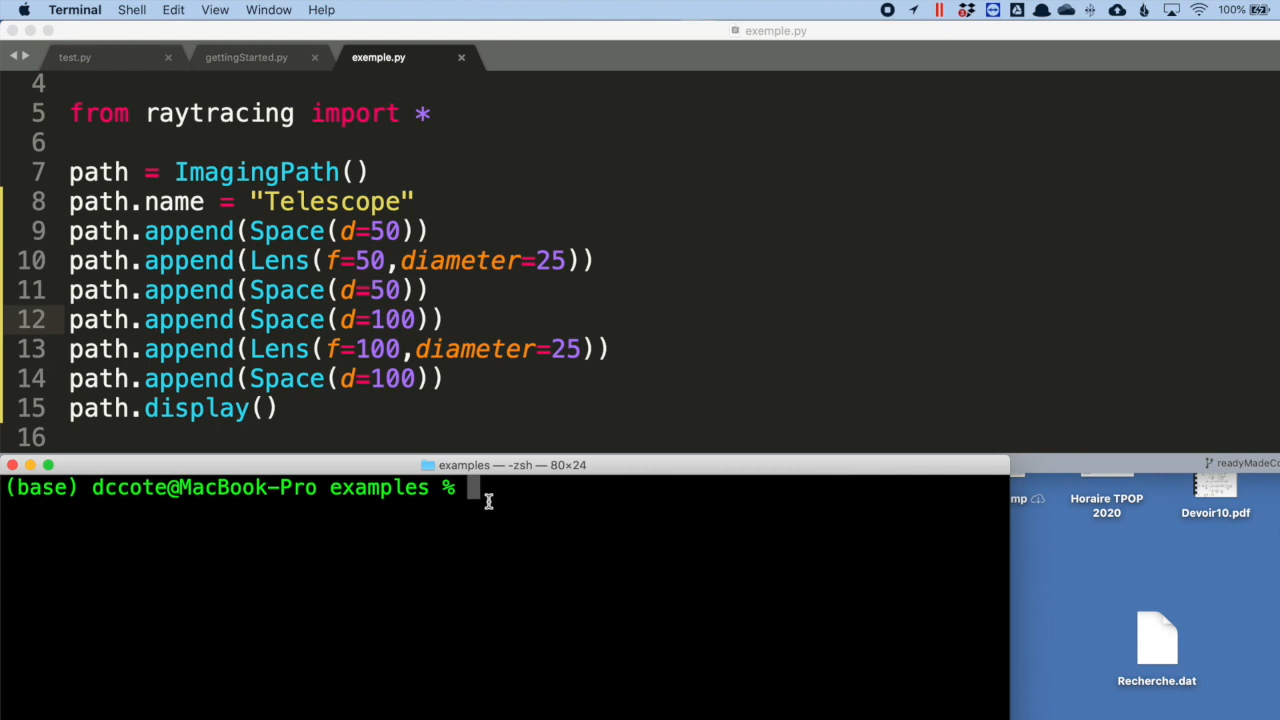 Terminal Shell Edit View Window Help 3 100%
exemple.py
test.py gettingStarted.py exemple.py
4
5 from raytracing import *
6
7 path = ImagingPath()
8 path.name = "Telescope"
9 path.append(Space(d=50))
10 path.append(Lens(f=50,diameter=25))
11 path.append(Space(d=50))
12 path.append(Space(d=100))
13 path.append(Lens(f=100,diameter=25))
14 path.append(Space(d=100))
15 path.display()
16
examples — -zsh — 80×24
readyMadeCo
(base) dccote@MacBook-Pro examples %
mp
Horaire TPOP
2020
Devoir10.pdf
Recherche.dat